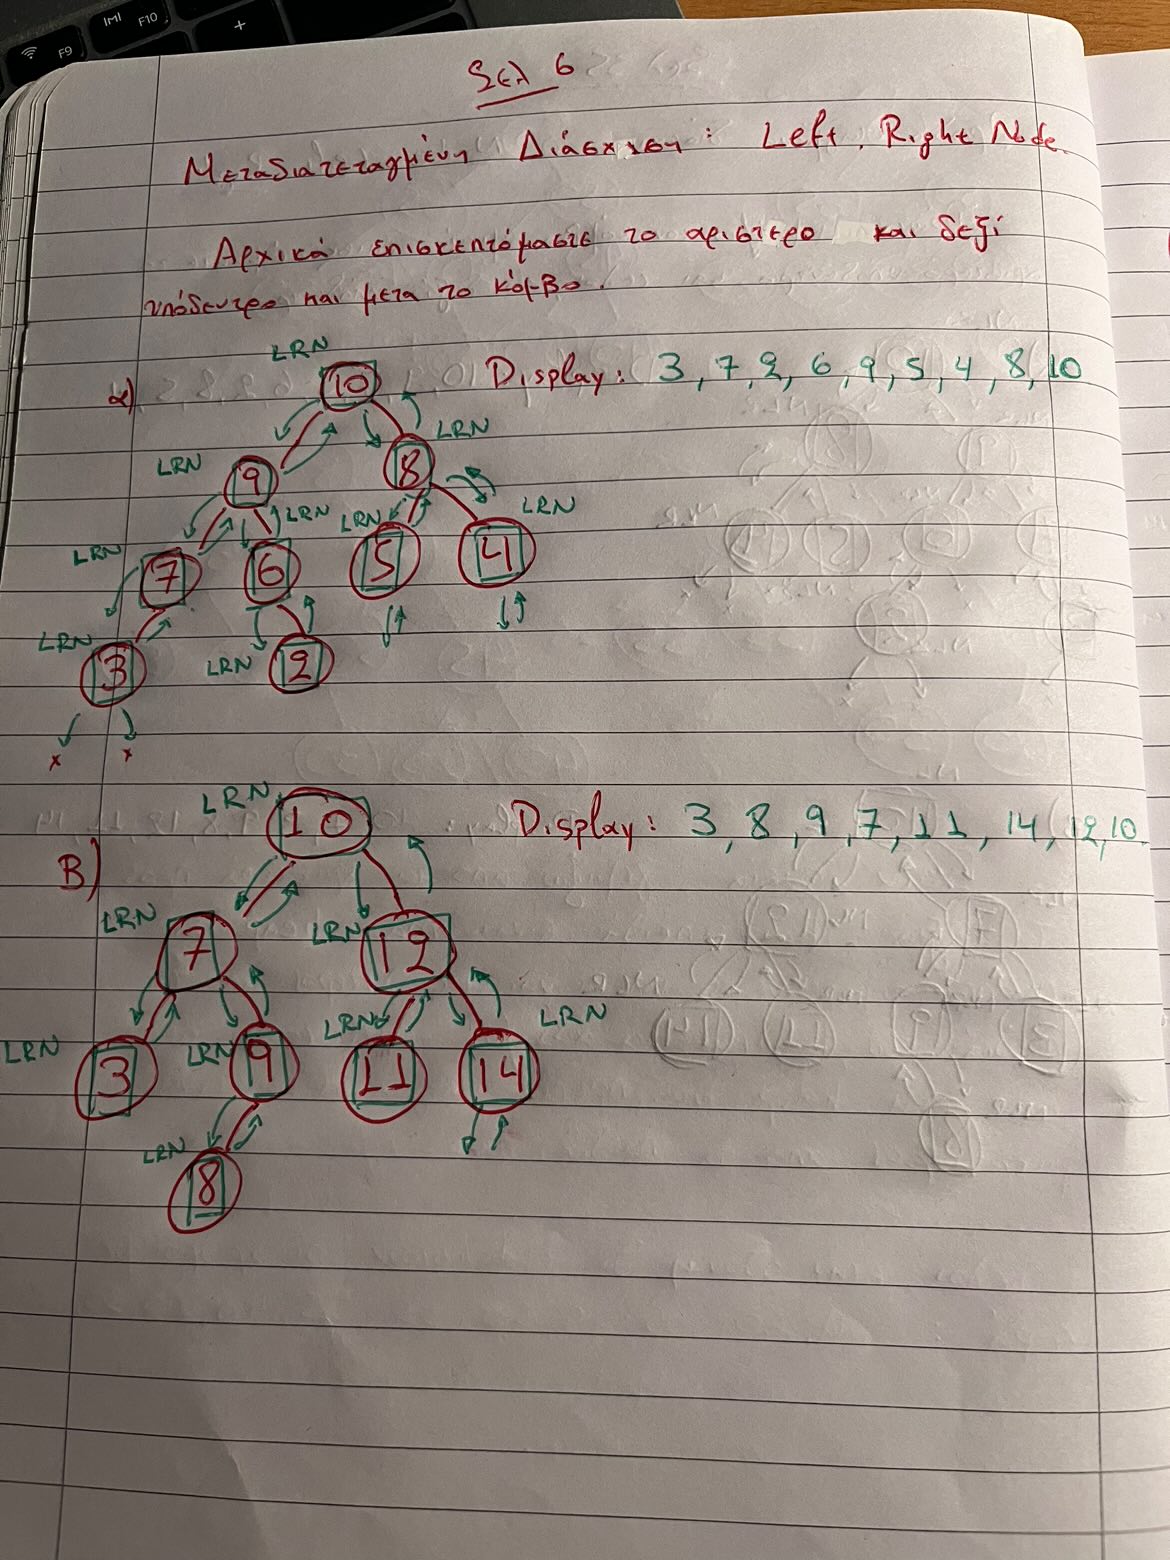 Σελ 6
Μεταδιατεταγμένη Διάσχιση: Left, Right Node.
Αρχικά επισκεπτόμαστε το αριστερο και δεξί
υπόδεντρο και μετα το κόμβο.
α) Display: 3, 7, 2, 6, 9, 5, 4, 8, 10
LRN 10
LRN 9 8 LRN
LRN 7 6 LRN LRN 5 4 LRN
LRN 3 LRN 2
x x
Β) Display: 3, 8, 9, 7, 11, 14, 12, 10
LRN 10
LRN 7 LRN 12
LRN 3 LRN 9 LRN 11 14 LRN
LRN 8
F9
F10
+